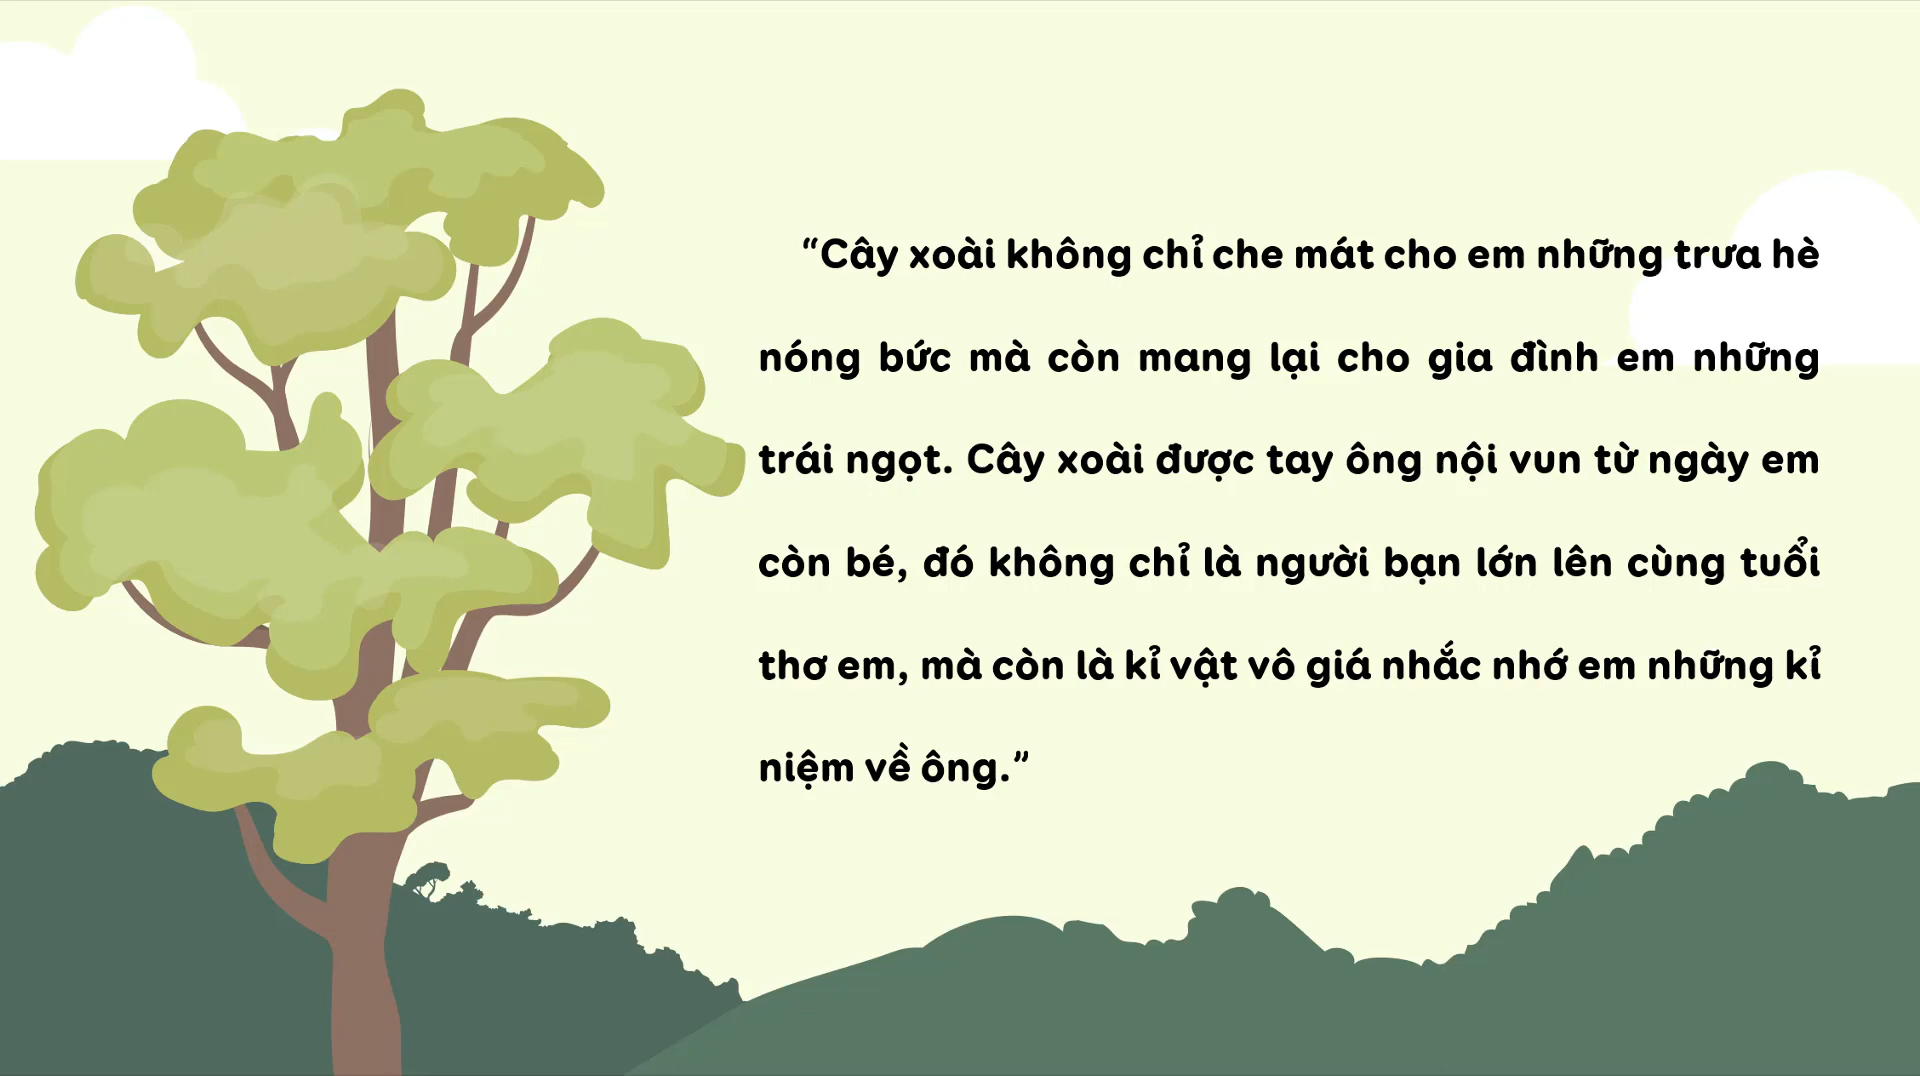 “Cây xoài không chỉ che mát cho em những trưa hè
nóng bức mà còn mang lại cho gia đình em những
trái ngọt. Cây xoài được tay ông nội vun từ ngày em
còn bé, đó không chỉ là người bạn lớn lên cùng tuổi
thơ em, mà còn là kỉ vật vô giá nhắc nhớ em những kỉ
niệm về ông.”